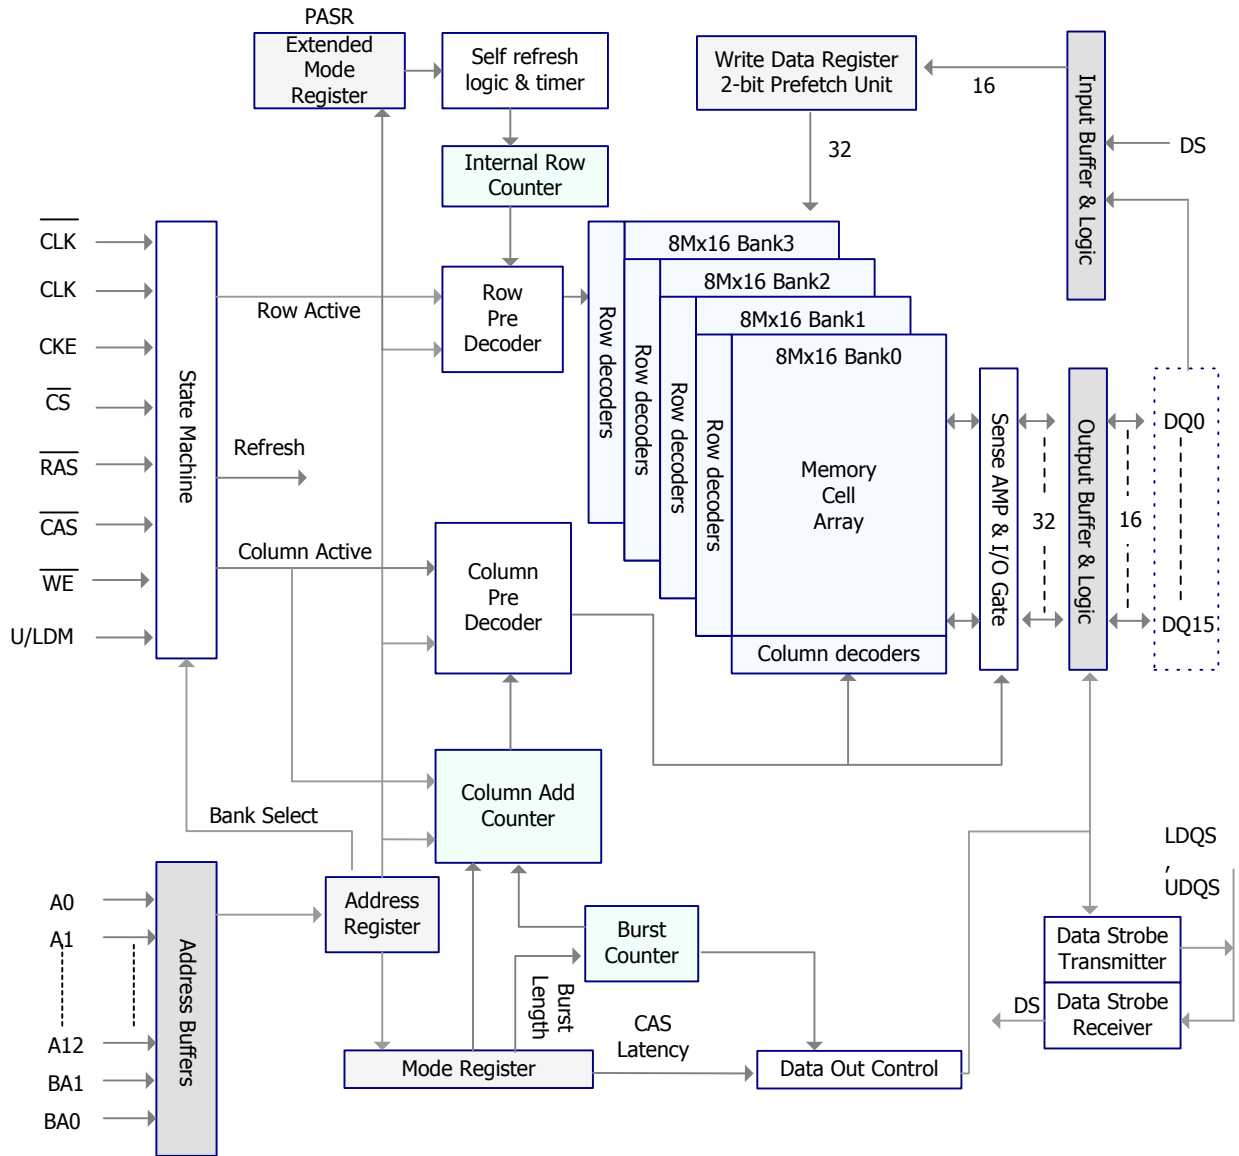 PASR
Extended
Mode
Register
Self refresh
logic & timer
Write Data Register
2-bit Prefetch Unit
16
Input Buffer & Logic
DS
32
Internal Row
Counter
CLK
CLK
CKE
CS
RAS
CAS
WE
U/LDM
State Machine
Row Active
Refresh
Column Active
Row
Pre
Decoder
8Mx16 Bank3
8Mx16 Bank2
8Mx16 Bank1
8Mx16 Bank0
Row decoders
Row decoders
Row decoders
Row decoders
Memory
Cell
Array
Column decoders
Sense AMP & I/O Gate
32
Output Buffer & Logic
16
DQ0
DQ15
Column
Pre
Decoder
Column Add
Counter
Bank Select
Address
Register
Burst
Counter
Burst
Length
CAS
Latency
Mode Register
Data Out Control
LDQS
,
UDQS
Data Strobe
Transmitter
Data Strobe
Receiver
DS
A0
A1
A12
BA1
BA0
Address Buffers